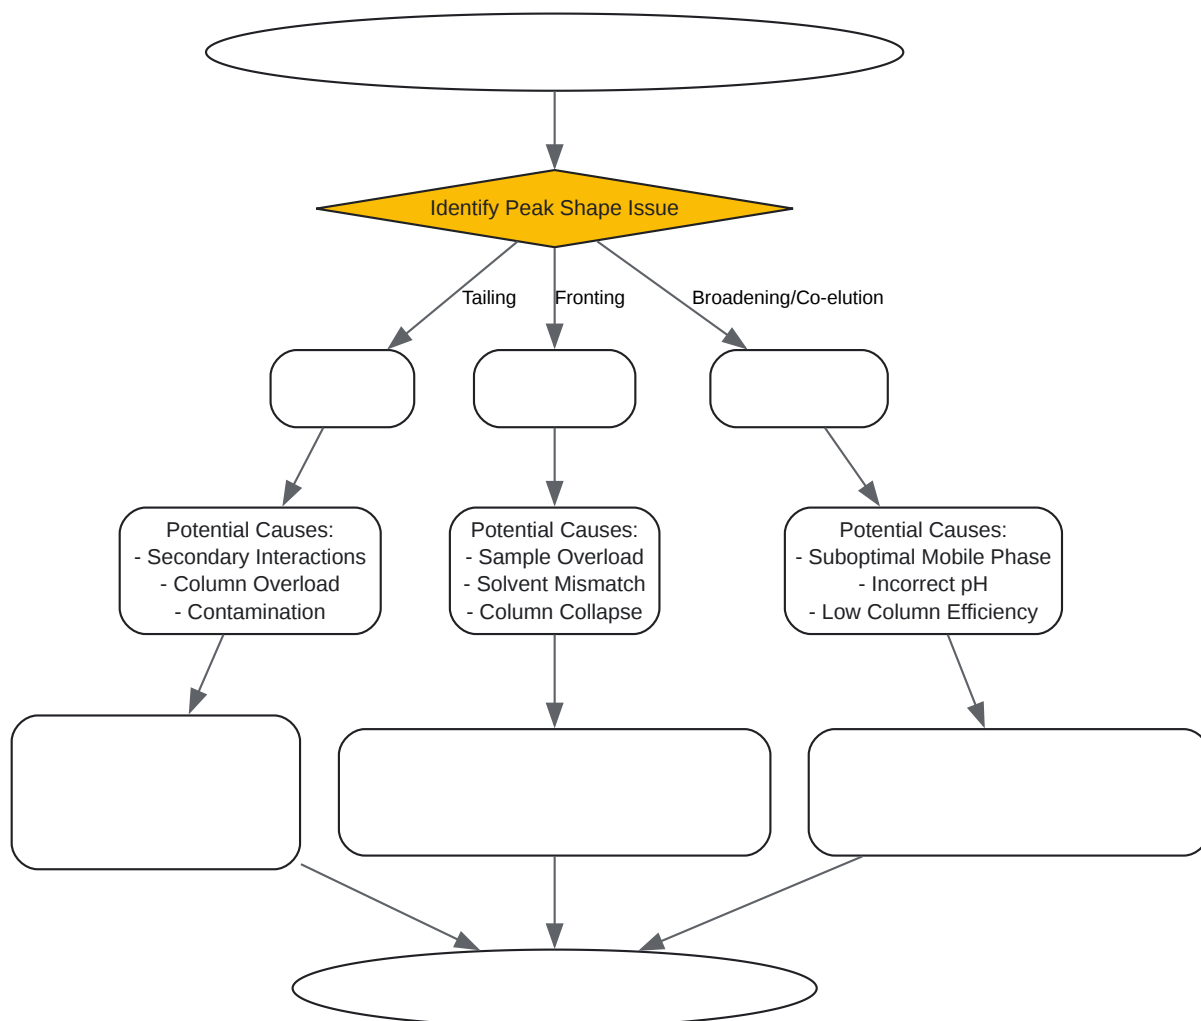 Identify Peak Shape Issue
Tailing
Fronting
Broadening/Co-elution
Potential Causes:
- Secondary Interactions
- Column Overload
- Contamination
Potential Causes:
- Sample Overload
- Solvent Mismatch
- Column Collapse
Potential Causes:
- Suboptimal Mobile Phase
- Incorrect pH
- Low Column Efficiency